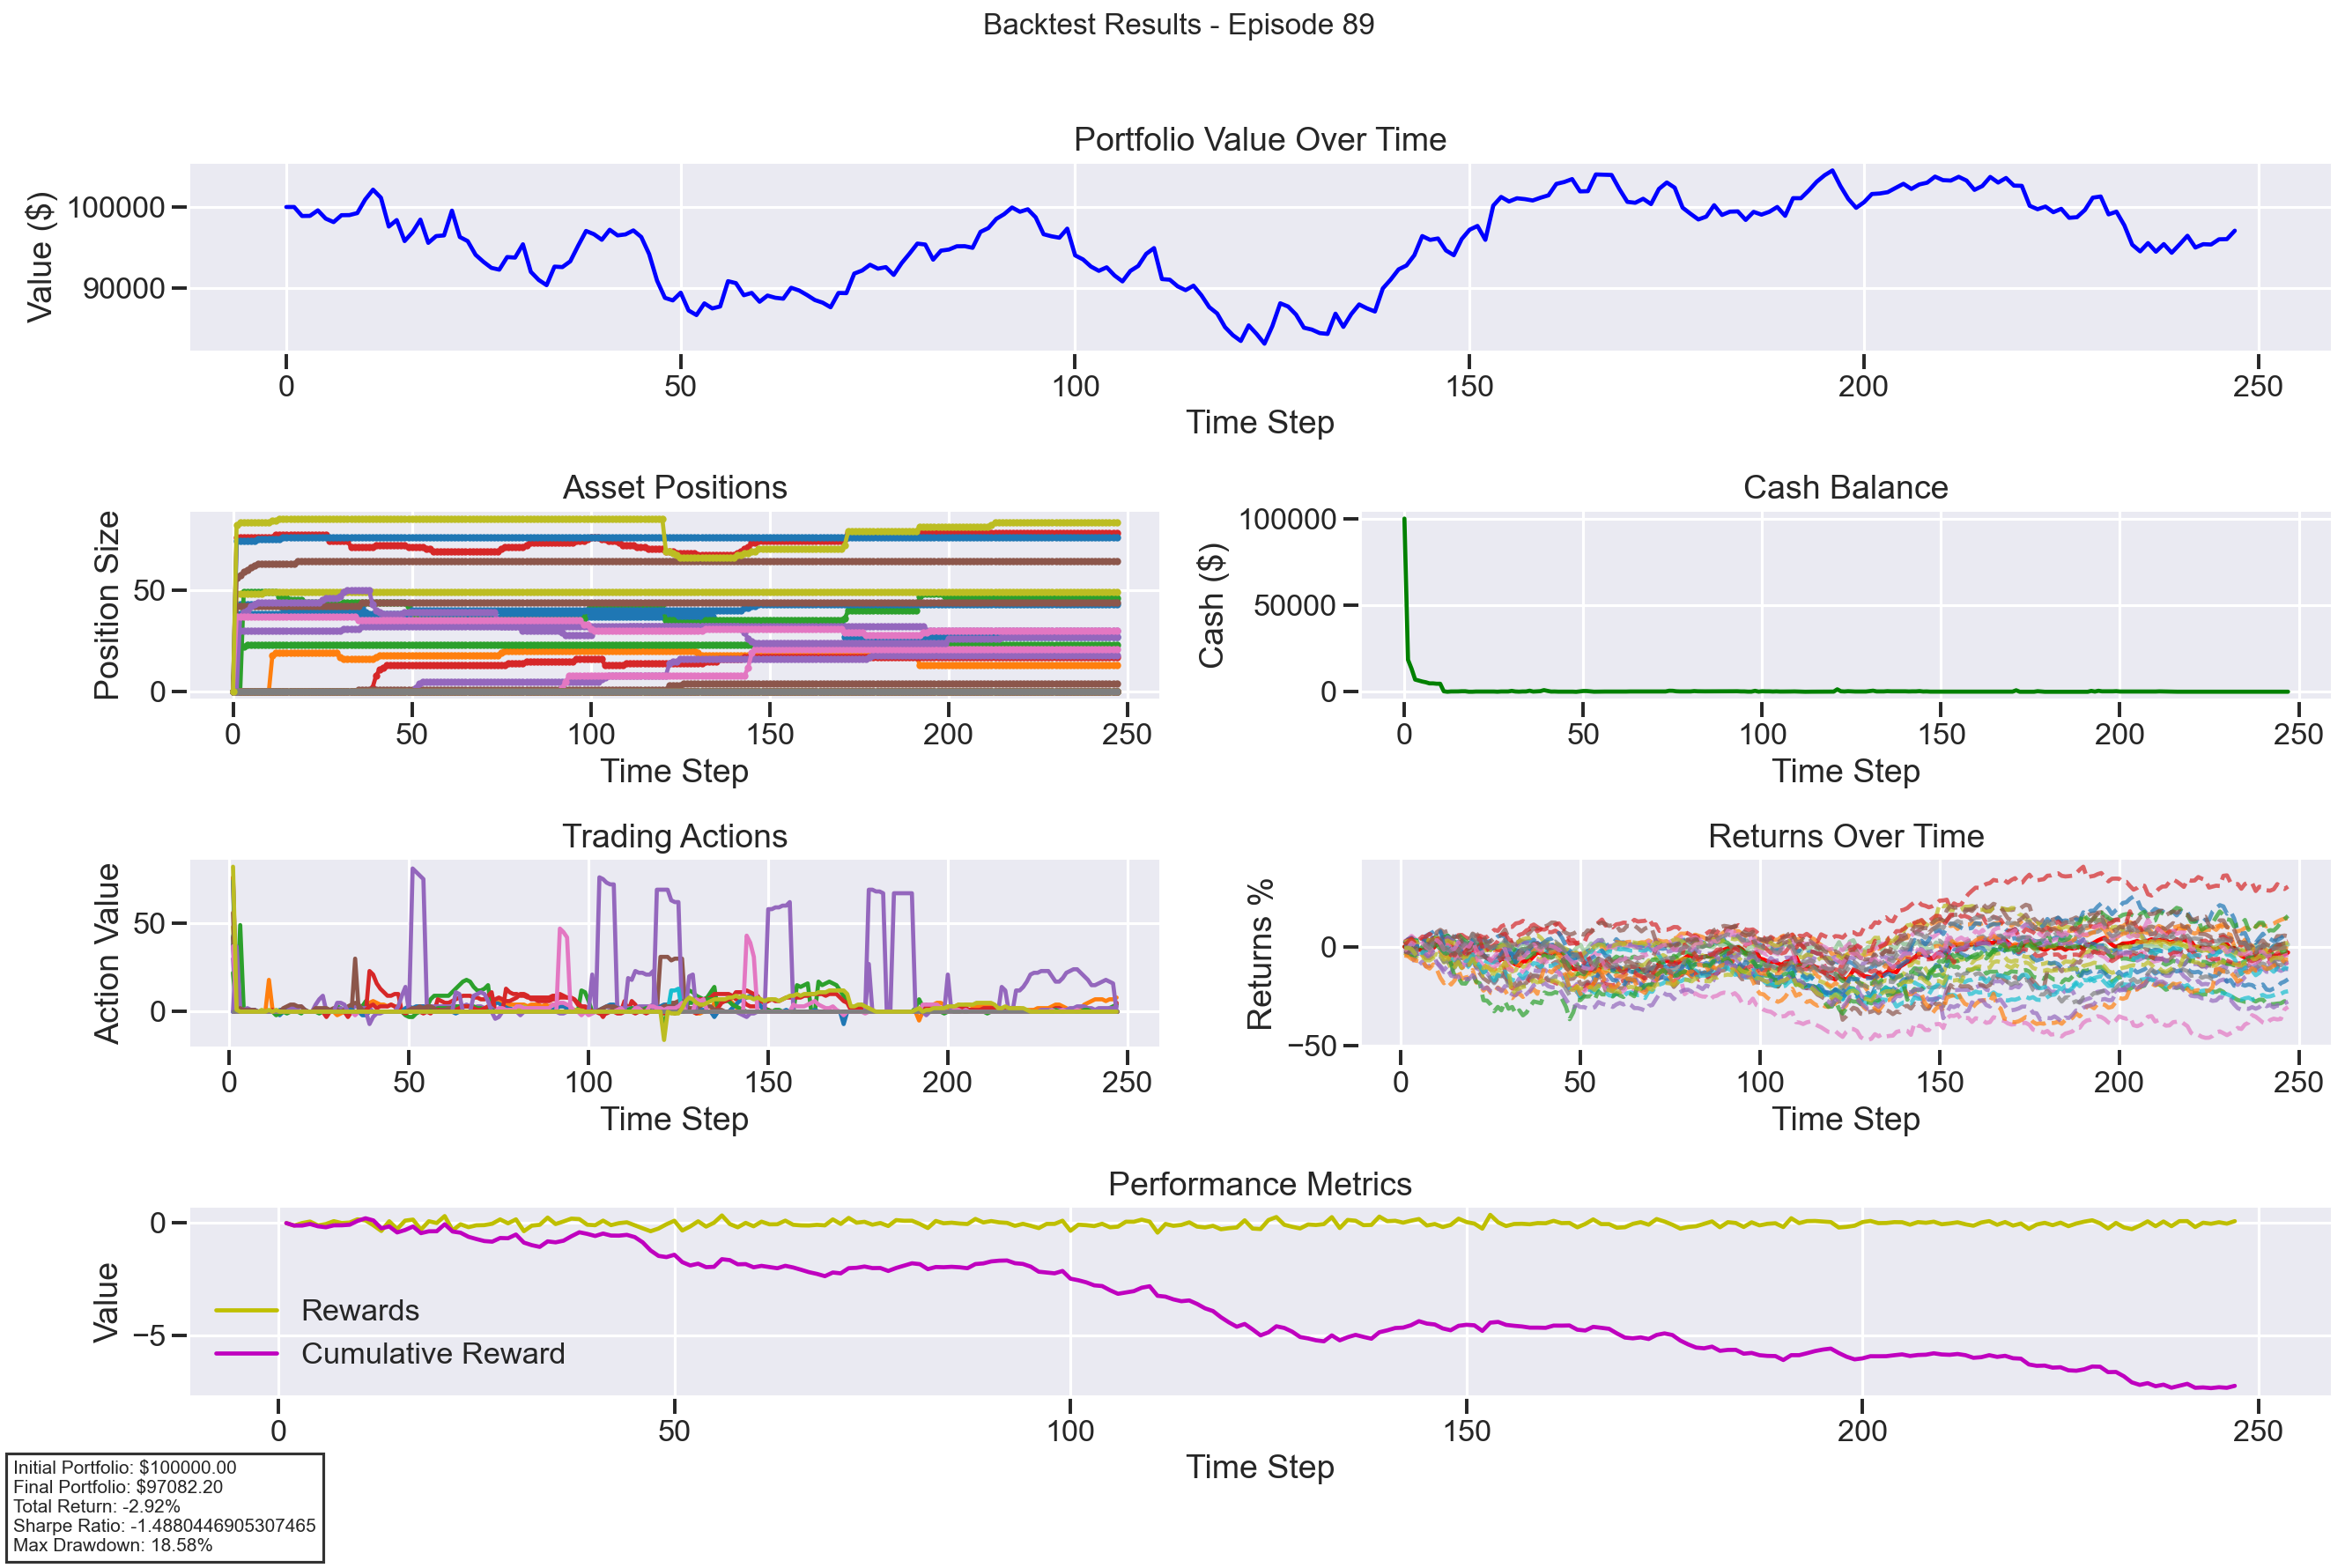 Backtest Results - Episode 89
Portfolio Value Over Time
Value ($)
100000
90000
0 50 100 150 200 250
Time Step
Asset Positions
Position Size
50
0
0 50 100 150 200 250
Time Step
Cash Balance
Cash ($)
100000
50000
0
0 50 100 150 200 250
Time Step
Trading Actions
Action Value
50
0
0 50 100 150 200 250
Time Step
Returns Over Time
Returns %
0
−50
0 50 100 150 200 250
Time Step
Performance Metrics
Value
0
−5
Rewards
Cumulative Reward
0 50 100 150 200 250
Time Step
Initial Portfolio: $100000.00
Final Portfolio: $97082.20
Total Return: -2.92%
Sharpe Ratio: -1.4880446905307465
Max Drawdown: 18.58%